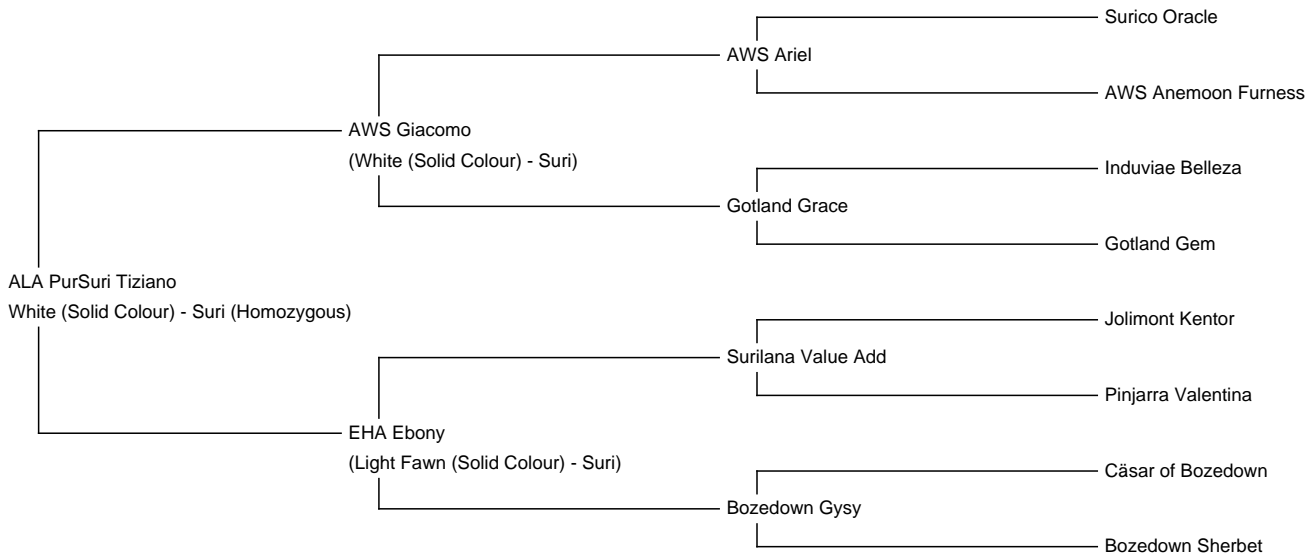 Surico Oracle
AWS Ariel
AWS Anemoon Furness
AWS Giacomo
(White (Solid Colour) - Suri)
Induviae Belleza
Gotland Grace
Gotland Gem
ALA PurSuri Tiziano
White (Solid Colour) - Suri (Homozygous)
Jolimont Kentor
Surilana Value Add
Pinjarra Valentina
EHA Ebony
(Light Fawn (Solid Colour) - Suri)
Cäsar of Bozedown
Bozedown Gysy
Bozedown Sherbet